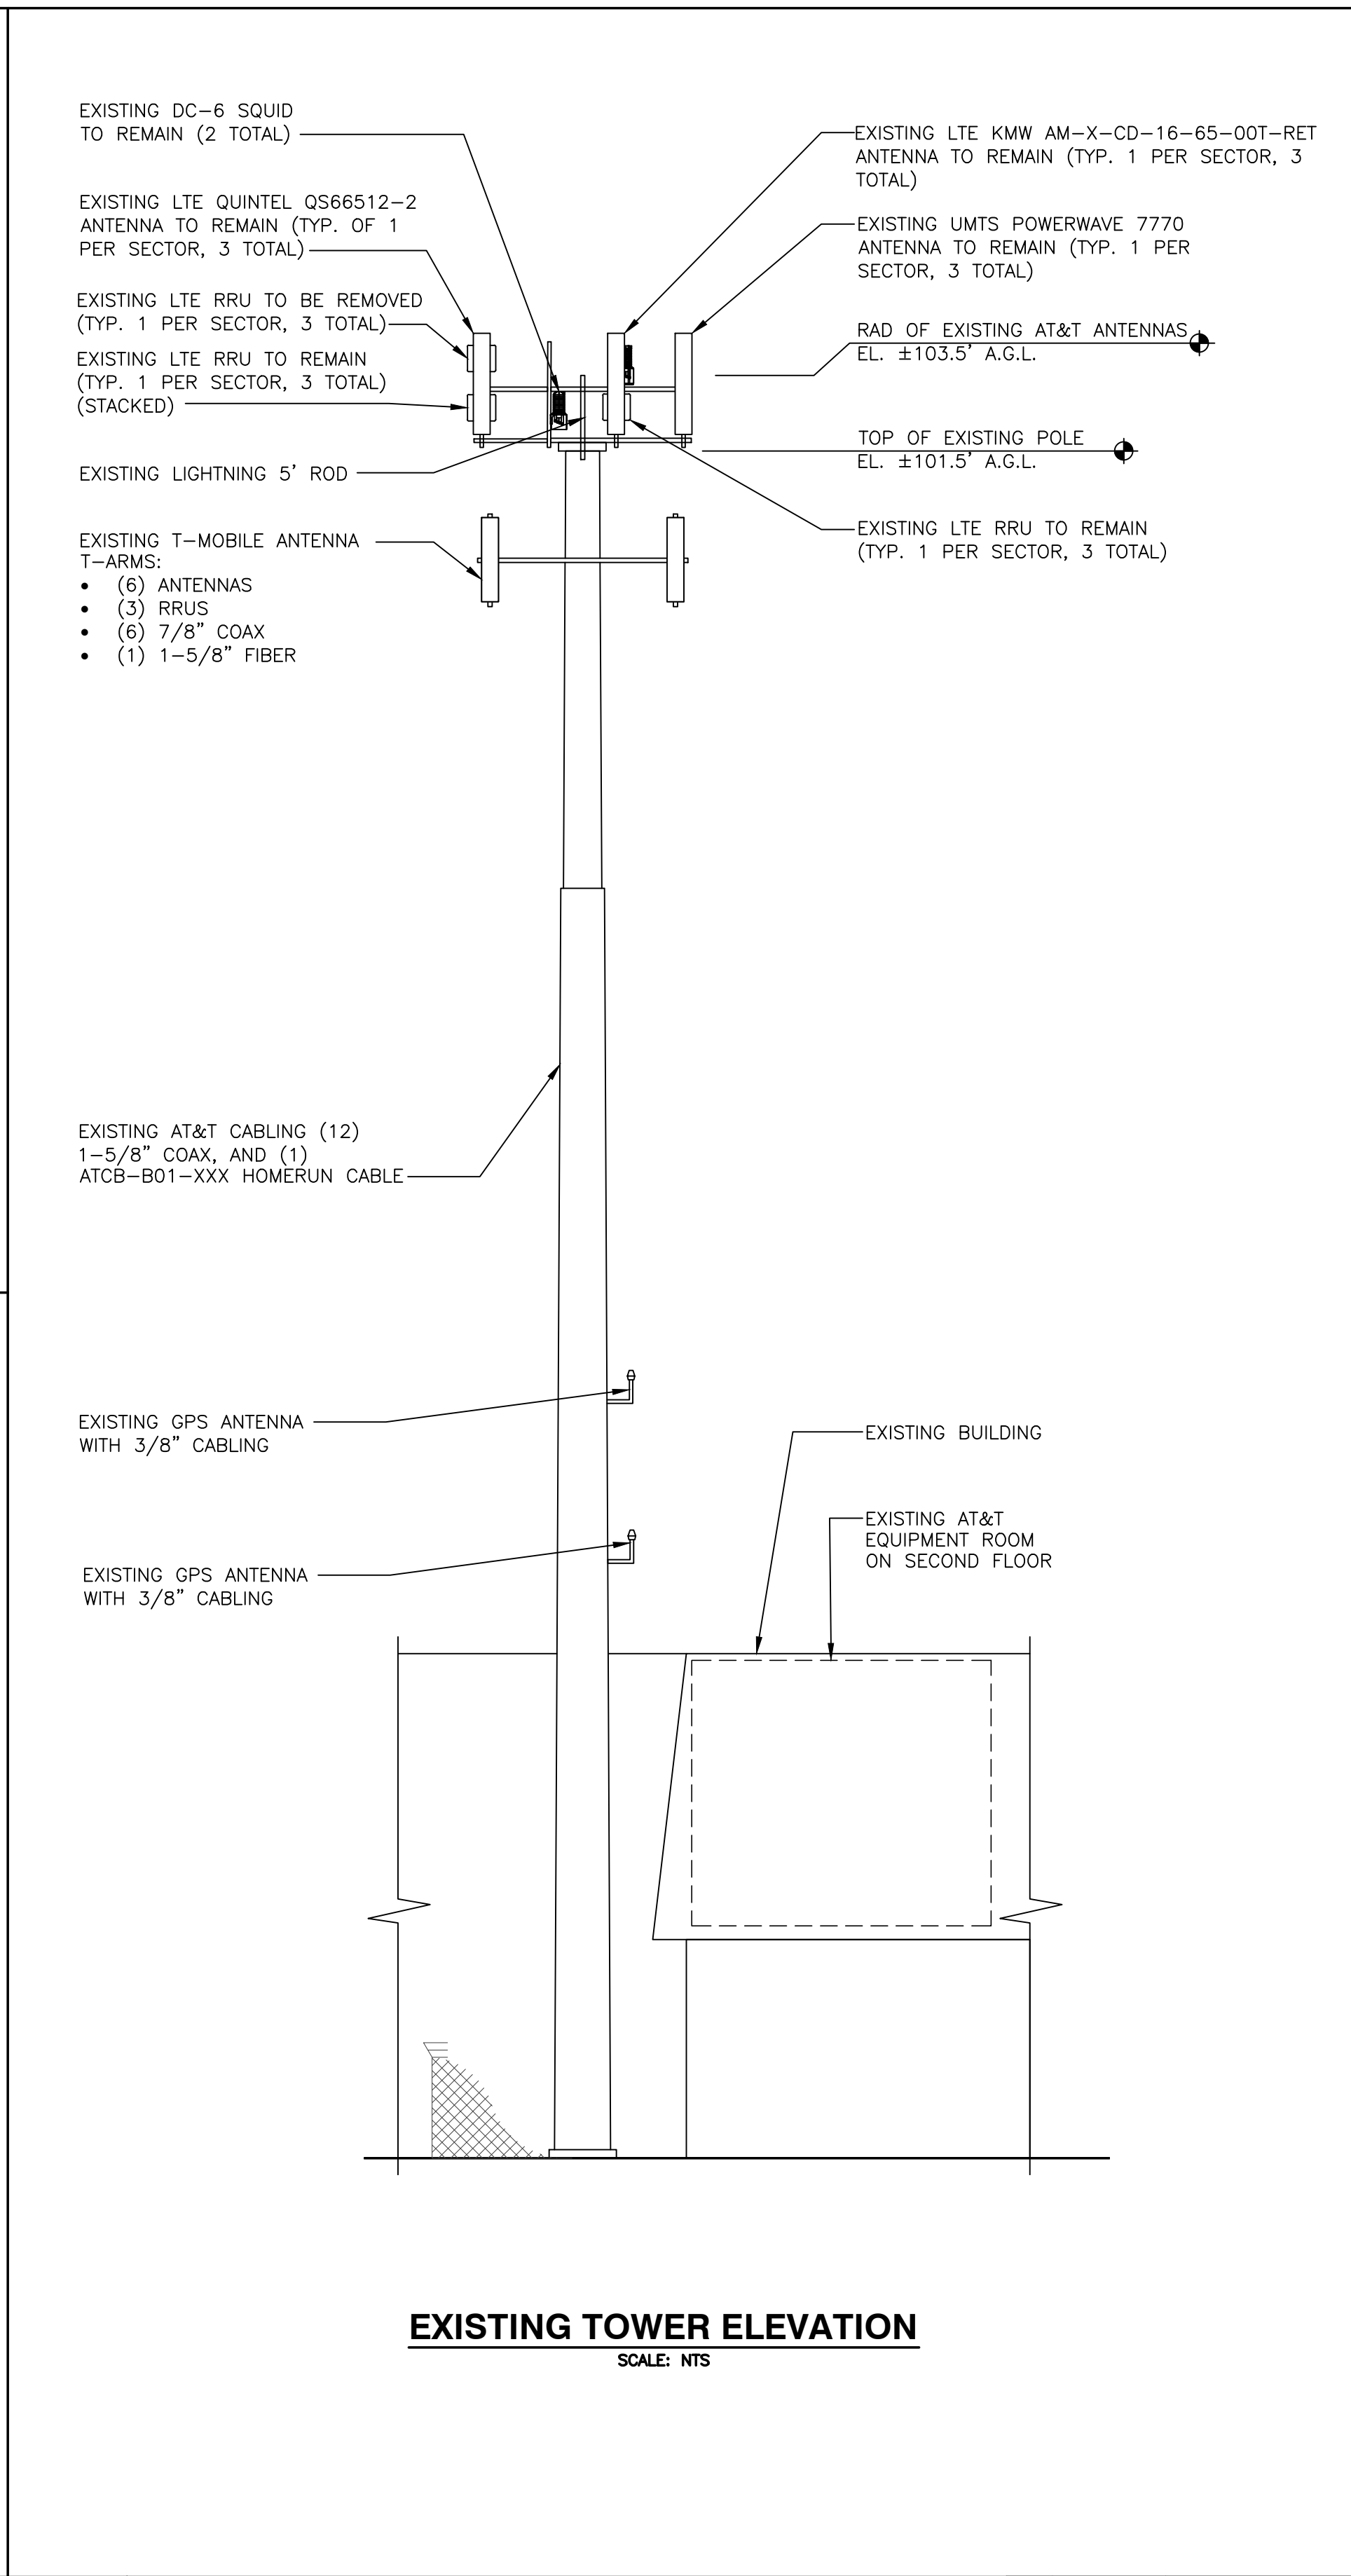 EXISTING DC-6 SQUID
TO REMAIN (2 TOTAL)
EXISTING LTE QUINTEL QS66512-2
ANTENNA TO REMAIN (TYP. OF 1
PER SECTOR, 3 TOTAL)
EXISTING LTE RRU TO BE REMOVED
(TYP. 1 PER SECTOR, 3 TOTAL)
EXISTING LTE RRU TO REMAIN
(TYP. 1 PER SECTOR, 3 TOTAL)
(STACKED)
EXISTING LIGHTNING 5' ROD
EXISTING T-MOBILE ANTENNA
T-ARMS:
• (6) ANTENNAS
• (3) RRUS
• (6) 7/8" COAX
• (1) 1-5/8" FIBER
EXISTING LTE KMW AM-X-CD-16-65-00T-RET
ANTENNA TO REMAIN (TYP. 1 PER SECTOR, 3
TOTAL)
EXISTING UMTS POWERWAVE 7770
ANTENNA TO REMAIN (TYP. 1 PER
SECTOR, 3 TOTAL)
RAD OF EXISTING AT&T ANTENNAS
EL. ±103.5' A.G.L.
TOP OF EXISTING POLE
EL. ±101.5' A.G.L.
EXISTING LTE RRU TO REMAIN
(TYP. 1 PER SECTOR, 3 TOTAL)
EXISTING AT&T CABLING (12)
1-5/8" COAX, AND (1)
ATCB-B01-XXX HOMERUN CABLE
EXISTING GPS ANTENNA
WITH 3/8" CABLING
EXISTING GPS ANTENNA
WITH 3/8" CABLING
EXISTING BUILDING
EXISTING AT&T
EQUIPMENT ROOM
ON SECOND FLOOR
EXISTING TOWER ELEVATION
SCALE: NTS